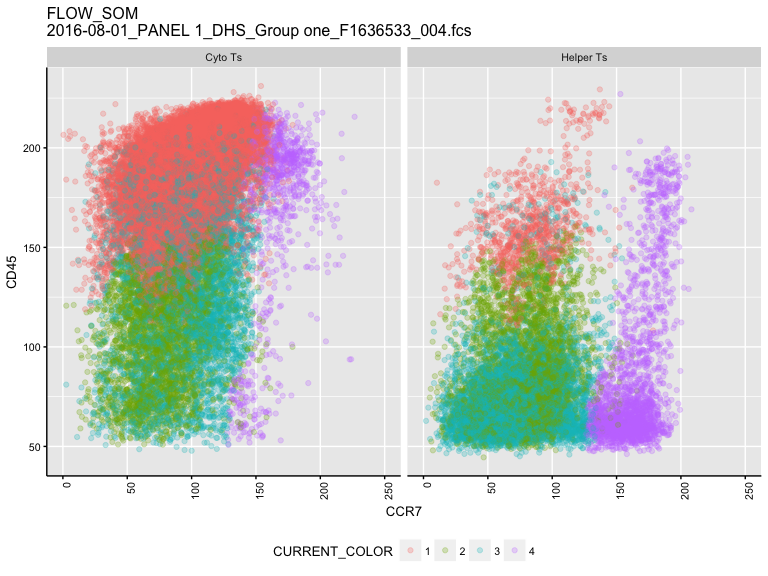 FLOW_SOM
2016-08-01_PANEL 1_DHS_Group one_F1636533_004.fcs
Cyto Ts Helper Ts
200
150
100
50
CD45
0 50 100 150 200 250 0 50 100 150 200 250
CCR7
CURRENT_COLOR 1 2 3 4